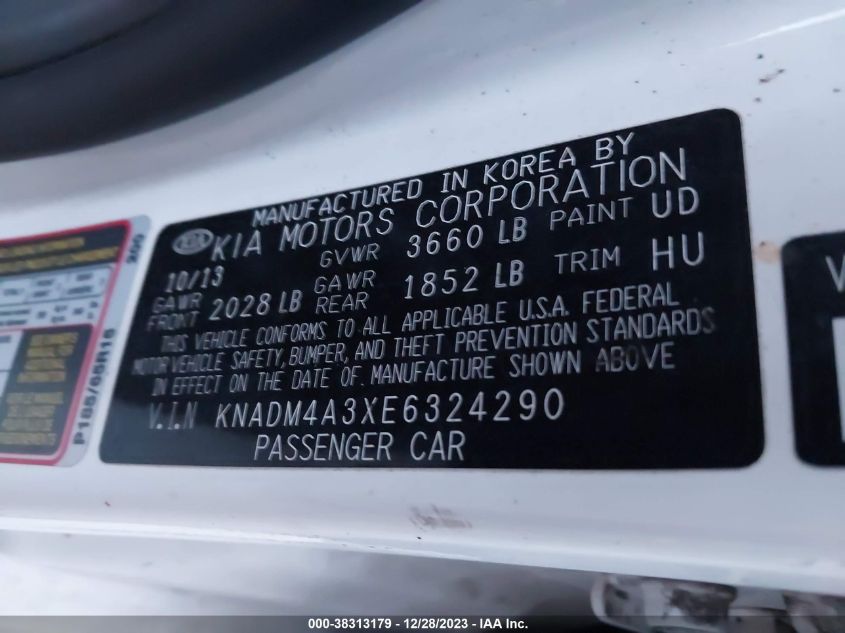 MANUFACTURED IN KOREA BY
KIA KIA MOTORS CORPORATION
10/13 GVWR 3660 LB PAINT UD
GAWR FRONT 2028 LB GAWR REAR 1852 LB TRIM HU
THIS VEHICLE CONFORMS TO ALL APPLICABLE U.S.A. FEDERAL
MOTOR VEHICLE SAFETY, BUMPER, AND THEFT PREVENTION STANDARDS
IN EFFECT ON THE DATE OF MANUFACTURE SHOWN ABOVE
V.I.N KNADM4A3XE6324290
PASSENGER CAR
P185/65R15
V
000-38313179 - 12/28/2023 - IAA Inc.